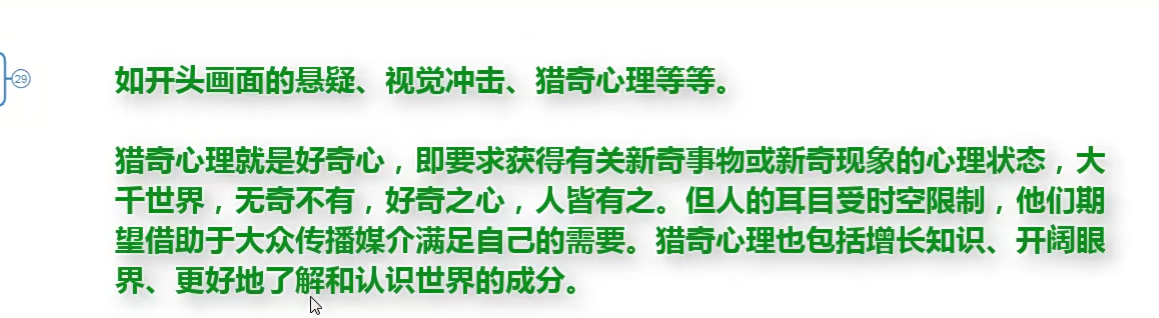 29
如开头画面的悬疑、视觉冲击、猎奇心理等等。
猎奇心理就是好奇心，即要求获得有关新奇事物或新奇现象的心理状态，大
千世界，无奇不有，好奇之心，人皆有之。但人的耳目受时空限制，他们期
望借助于大众传播媒介满足自己的需要。猎奇心理也包括增长知识、开阔眼
界、更好地了解和认识世界的成分。